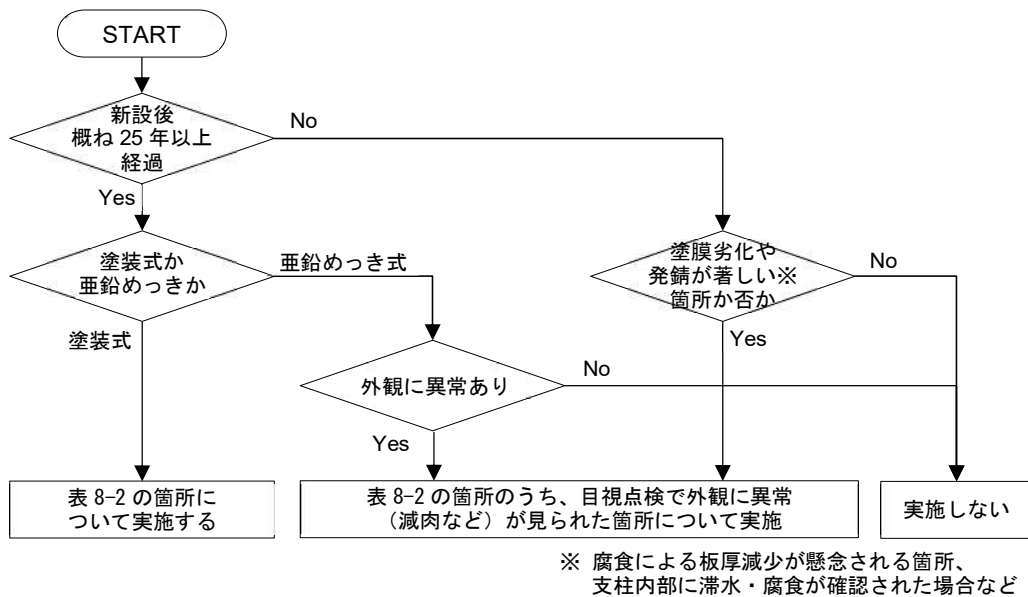 START
新設後
概ね 25 年以上
経過
No
Yes
塗装式か
亜鉛めっきか
亜鉛めっき式
塗装式
塗膜劣化や
発錆が著しい※
箇所か否か
No
Yes
外観に異常あり
No
Yes
表 8-2 の箇所に
ついて実施する
表 8-2 の箇所のうち、目視点検で外観に異常
（減肉など）が見られた箇所について実施
実施しない
※ 腐食による板厚減少が懸念される箇所、
支柱内部に滞水・腐食が確認された場合など